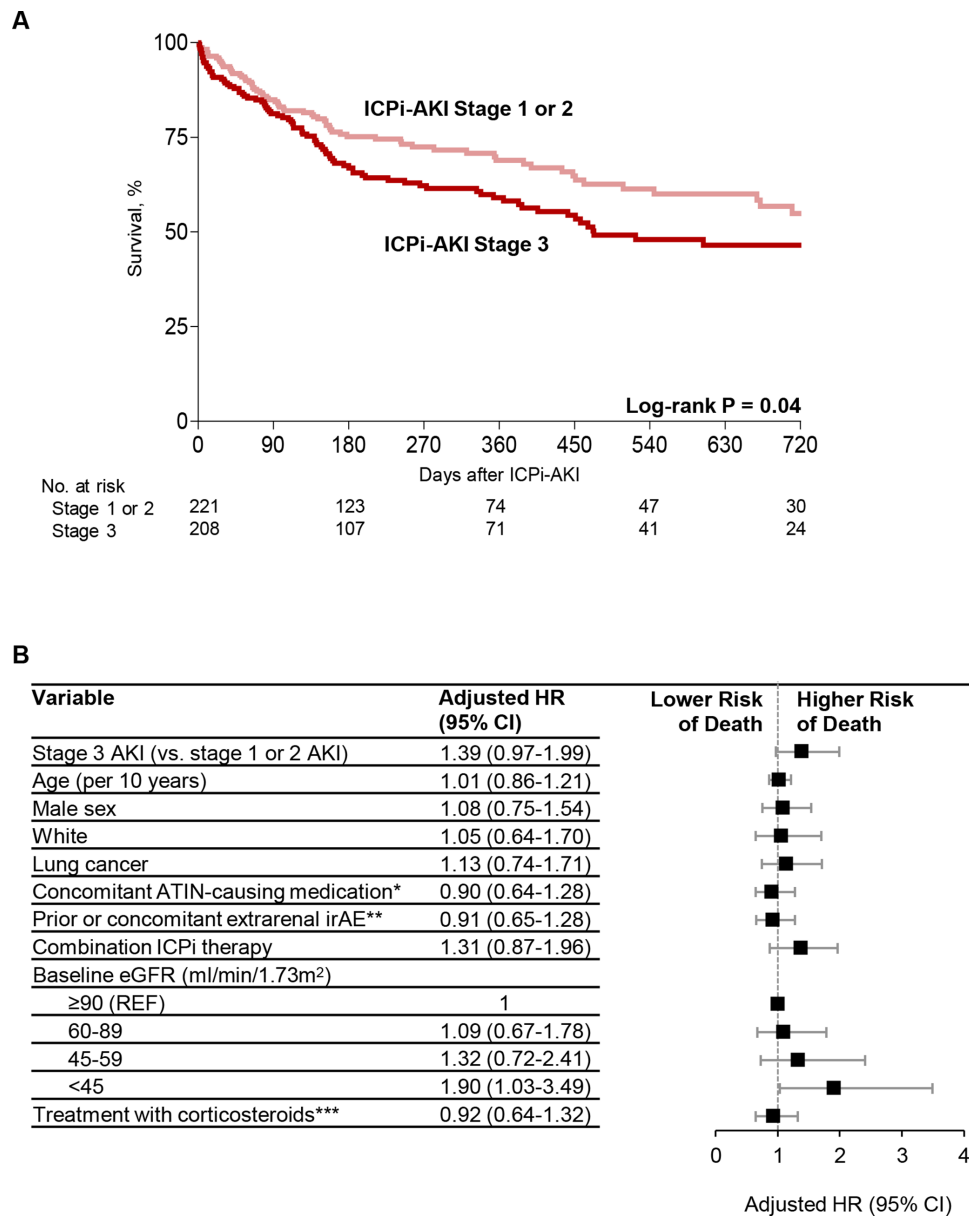 A
100
75
50
25
0
Survival, %
ICPi-AKI Stage 1 or 2
ICPi-AKI Stage 3
Log-rank P = 0.04
0 90 180 270 360 450 540 630 720
Days after ICPi-AKI
No. at risk
Stage 1 or 2 221 123 74 47 30
Stage 3 208 107 71 41 24
B
Variable Adjusted HR (95% CI) Lower Risk of Death Higher Risk of Death
Stage 3 AKI (vs. stage 1 or 2 AKI) 1.39 (0.97-1.99)
Age (per 10 years) 1.01 (0.86-1.21)
Male sex 1.08 (0.75-1.54)
White 1.05 (0.64-1.70)
Lung cancer 1.13 (0.74-1.71)
Concomitant ATIN-causing medication* 0.90 (0.64-1.28)
Prior or concomitant extrarenal irAE** 0.91 (0.65-1.28)
Combination ICPi therapy 1.31 (0.87-1.96)
Baseline eGFR (ml/min/1.73m²)
≥90 (REF) 1
60-89 1.09 (0.67-1.78)
45-59 1.32 (0.72-2.41)
<45 1.90 (1.03-3.49)
Treatment with corticosteroids*** 0.92 (0.64-1.32)
0 1 2 3 4
Adjusted HR (95% CI)